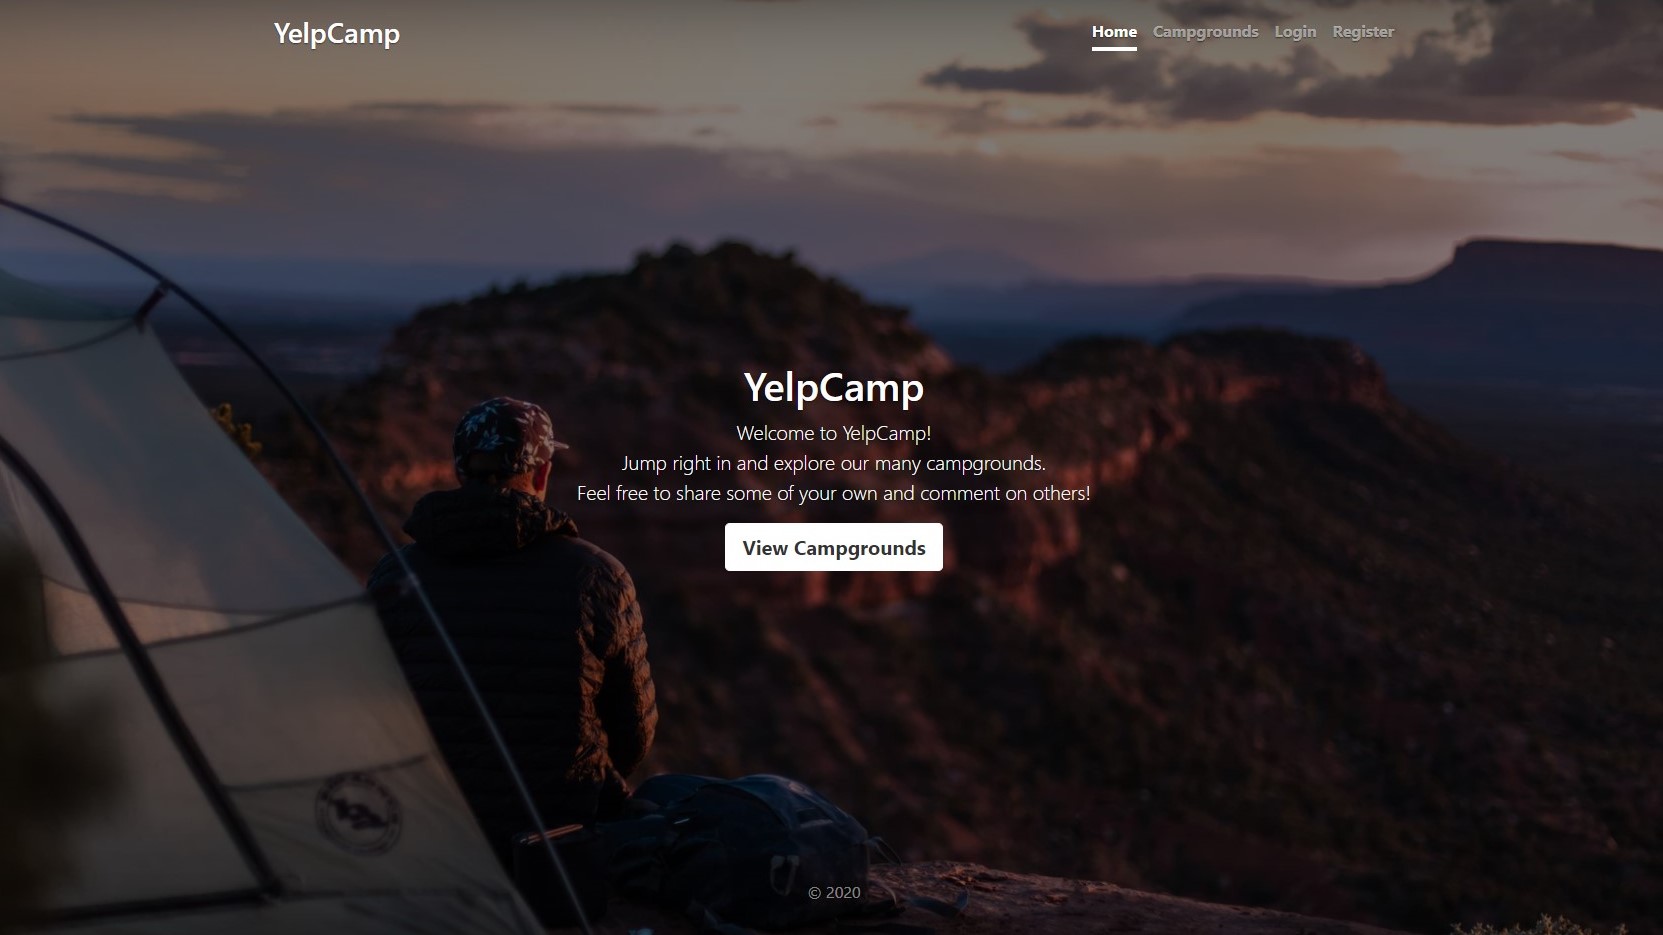 YelpCamp
Home Campgrounds Login Register
YelpCamp
Welcome to YelpCamp!
Jump right in and explore our many campgrounds.
Feel free to share some of your own and comment on others!
View Campgrounds
© 2020